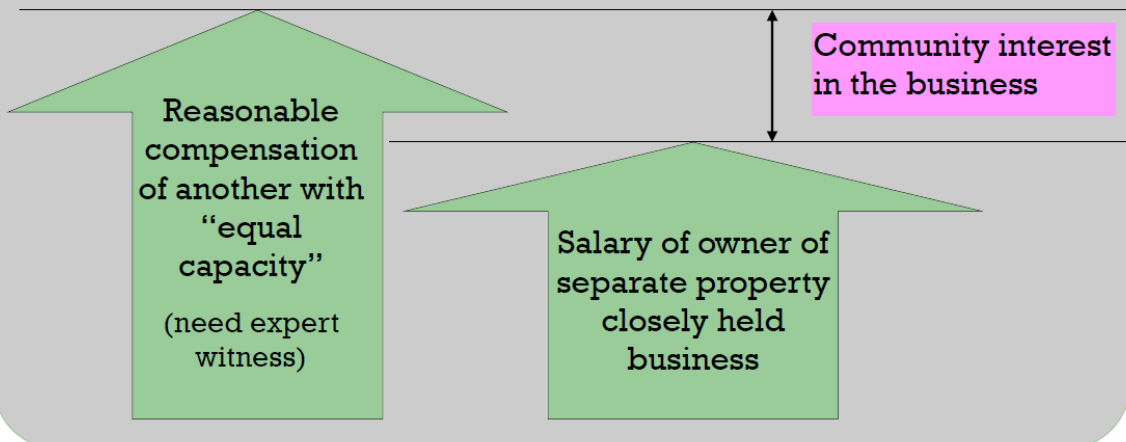 Community interest
in the business
Reasonable
compensation
of another with
“equal
capacity”
(need expert
witness)
Salary of owner of
separate property
closely held
business